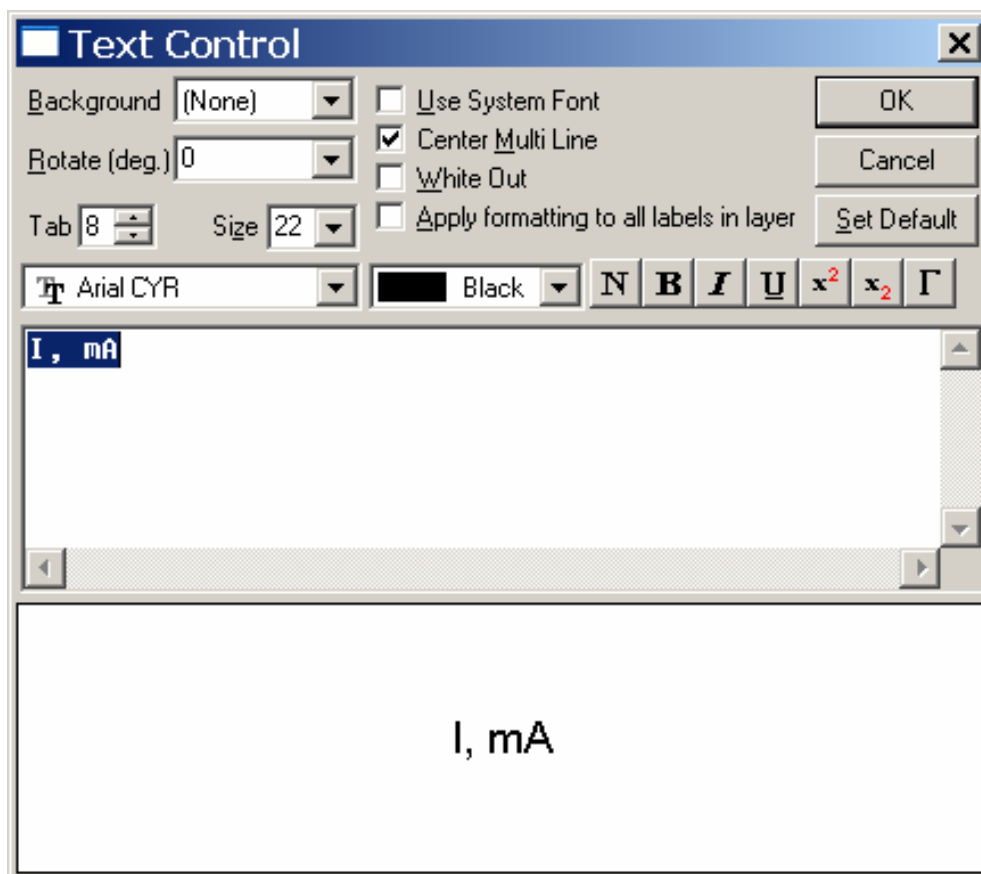 Text Control
Background (None) Use System Font OK
Center Multi Line
Rotate (deg.) 0 Cancel
White Out
Tab 8 Size 22 Apply formatting to all labels in layer Set Default
Arial CYR Black N B I U x² x₂ Γ
I, mA
I, mA